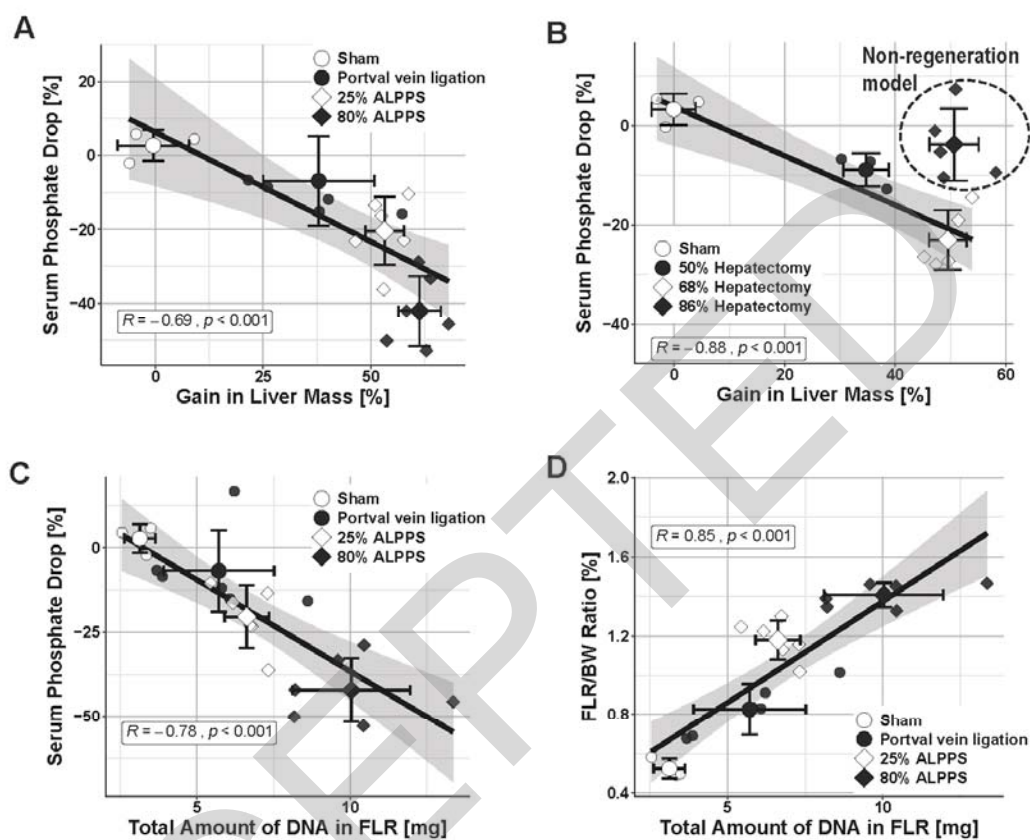 A
Sham
Portval vein ligation
25% ALPPS
80% ALPPS
20
0
−20
−40
Serum Phosphate Drop [%]
R = −0.69 , p < 0.001
0
25
50
Gain in Liver Mass [%]
B
Non-regeneration
model
0
−20
−40
Serum Phosphate Drop [%]
Sham
50% Hepatectomy
68% Hepatectomy
86% Hepatectomy
R = −0.88 , p < 0.001
0
20
40
60
Gain in Liver Mass [%]
C
Sham
Portval vein ligation
25% ALPPS
80% ALPPS
0
−25
−50
Serum Phosphate Drop [%]
R = −0.78 , p < 0.001
5
10
Total Amount of DNA in FLR [mg]
D
2.0
1.6
1.2
0.8
0.4
FLR/BW Ratio [%]
R = 0.85 , p < 0.001
Sham
Portval vein ligation
25% ALPPS
80% ALPPS
5
10
Total Amount of DNA in FLR [mg]
CEPTED